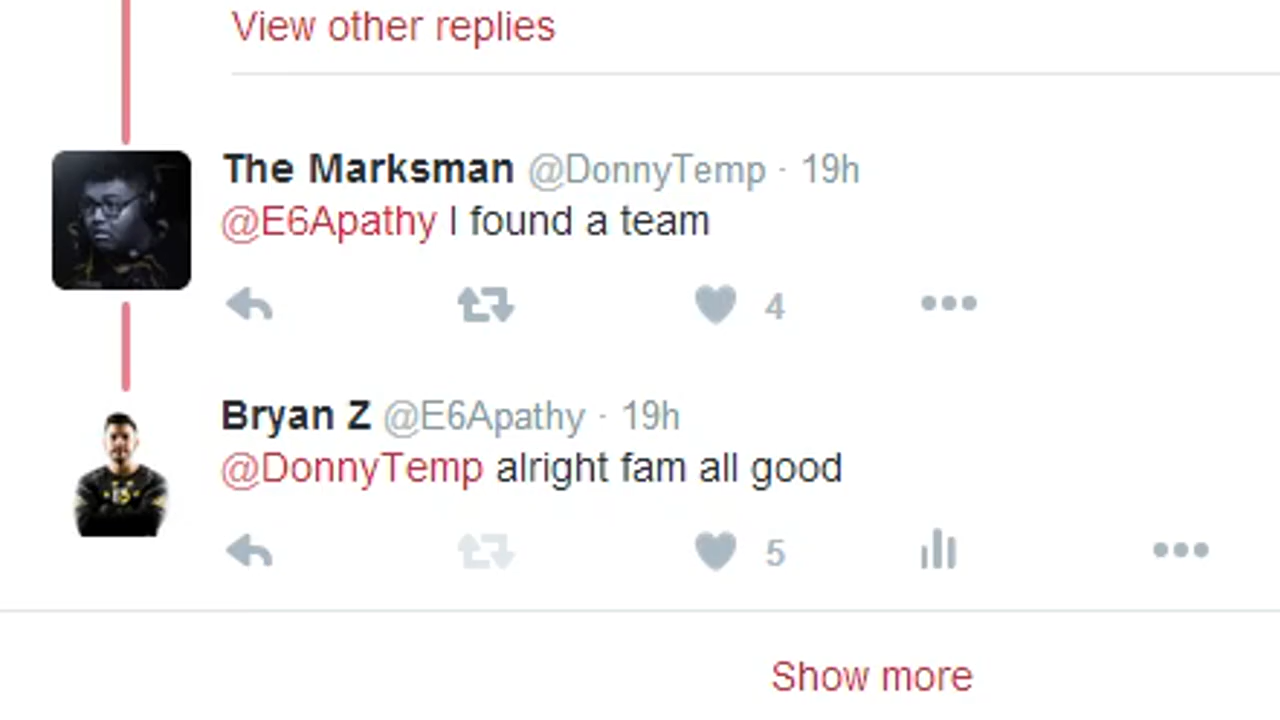 View other replies
The Marksman @DonnyTemp · 19h
@E6Apathy I found a team
4
Bryan Z @E6Apathy · 19h
@DonnyTemp alright fam all good
5
Show more